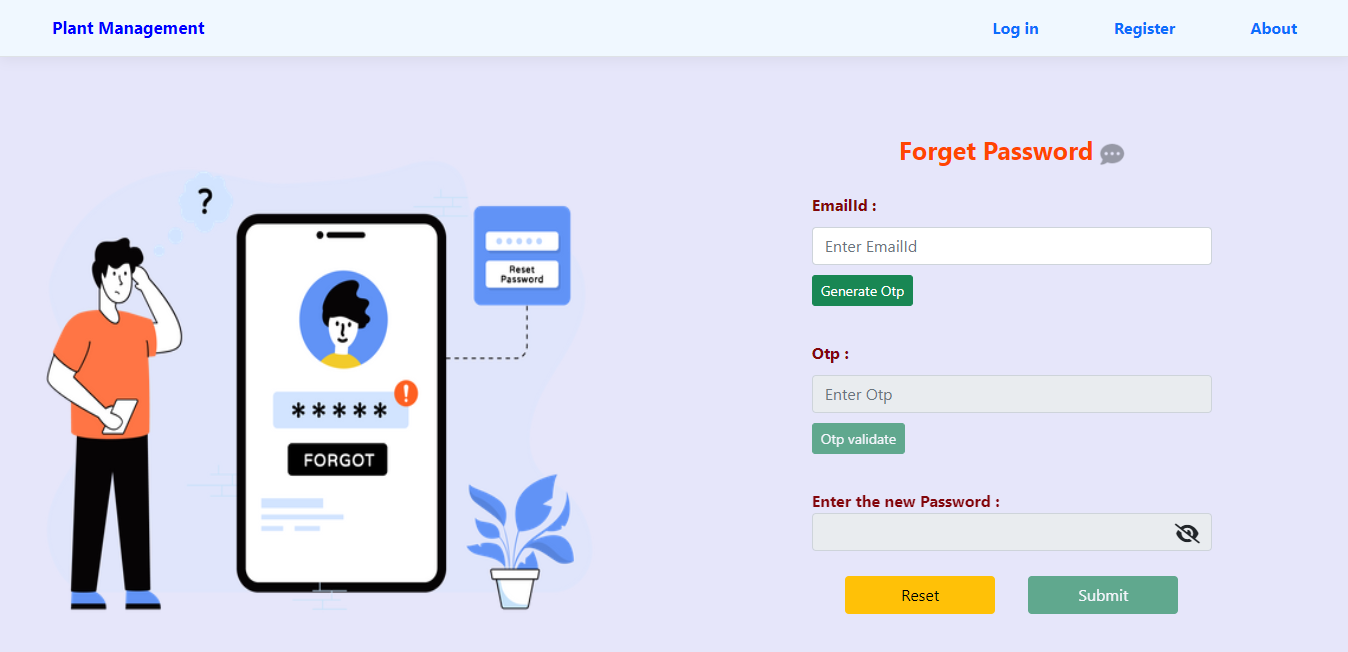 Plant Management
Log in
Register
About
Forget Password
EmailId :
Enter EmailId
Generate Otp
Otp :
Enter Otp
Otp validate
Enter the new Password :
Reset
Submit
?
Reset
Password
!
*****
FORGOT